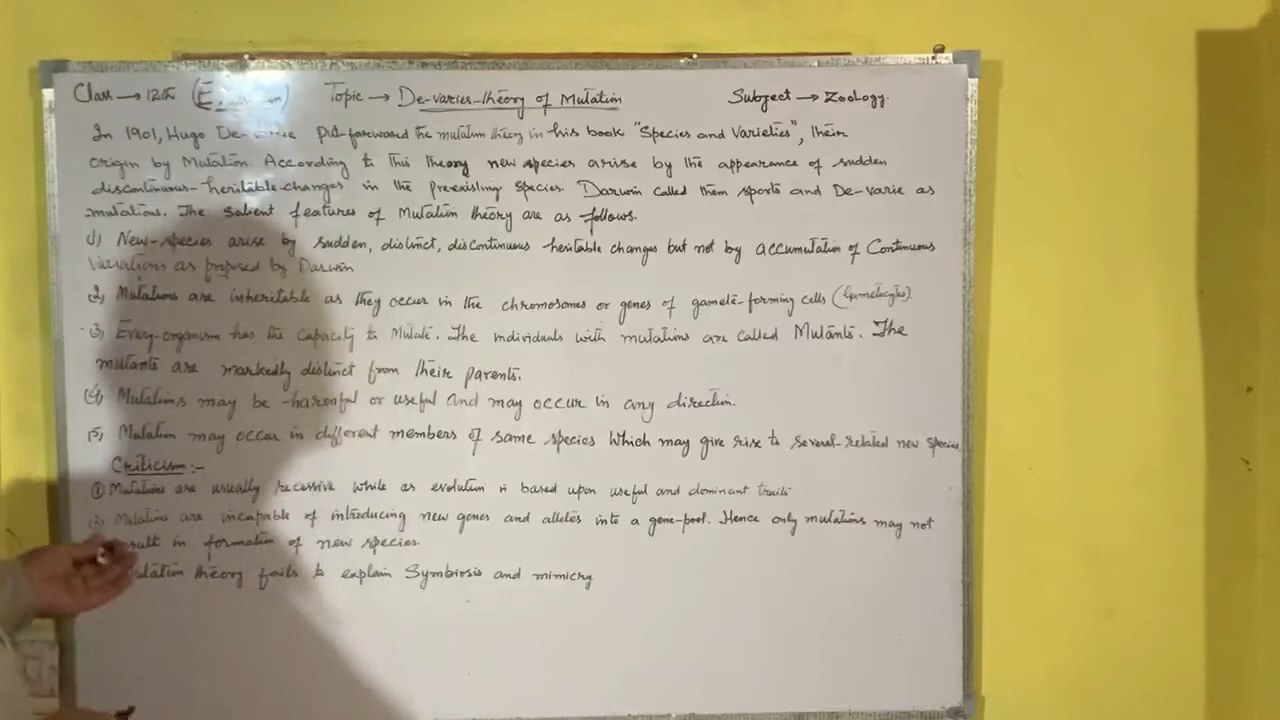 Class → 12th (Evolution) Topic → De-varies-theory of Mutation Subject → Zoology.
In 1901, Hugo De- put-forewared the mutation theory in his book "Species and Varieties", their
origin by Mutation. According to this theory new species arise by the appearance of sudden
discontinuous-heritable-changes in the Pre-existing species. Darwin called them sports and De-varie as
mutations. The salient features of Mutation theory are as follows.
1) New-species arise by sudden, distinct, discontinuous heritable changes but not by accumulation of Continuous
Variations as proposed by Darwin
2) Mutations are inheritable as they occur in the chromosomes or genes of gamete-forming cells (Gametocytes).
3) Every-organism has the capacity to Mutate. The individuals with mutations are called Mutants. The
mutants are markedly distinct from their parents.
4) Mutations may be -harmful or useful and may occur in any direction.
5) Mutation may occur in different members of same species which may give rise to several-related new species.
Criticism:-
① Mutations are usually recessive while as evolution is based upon useful and dominant traits
② Mutations are incapable of introducing new genes and alleles into a gene-pool. Hence only mutations may not
result in formation of new species.
Mutation theory fails to explain Symbiosis and mimicry